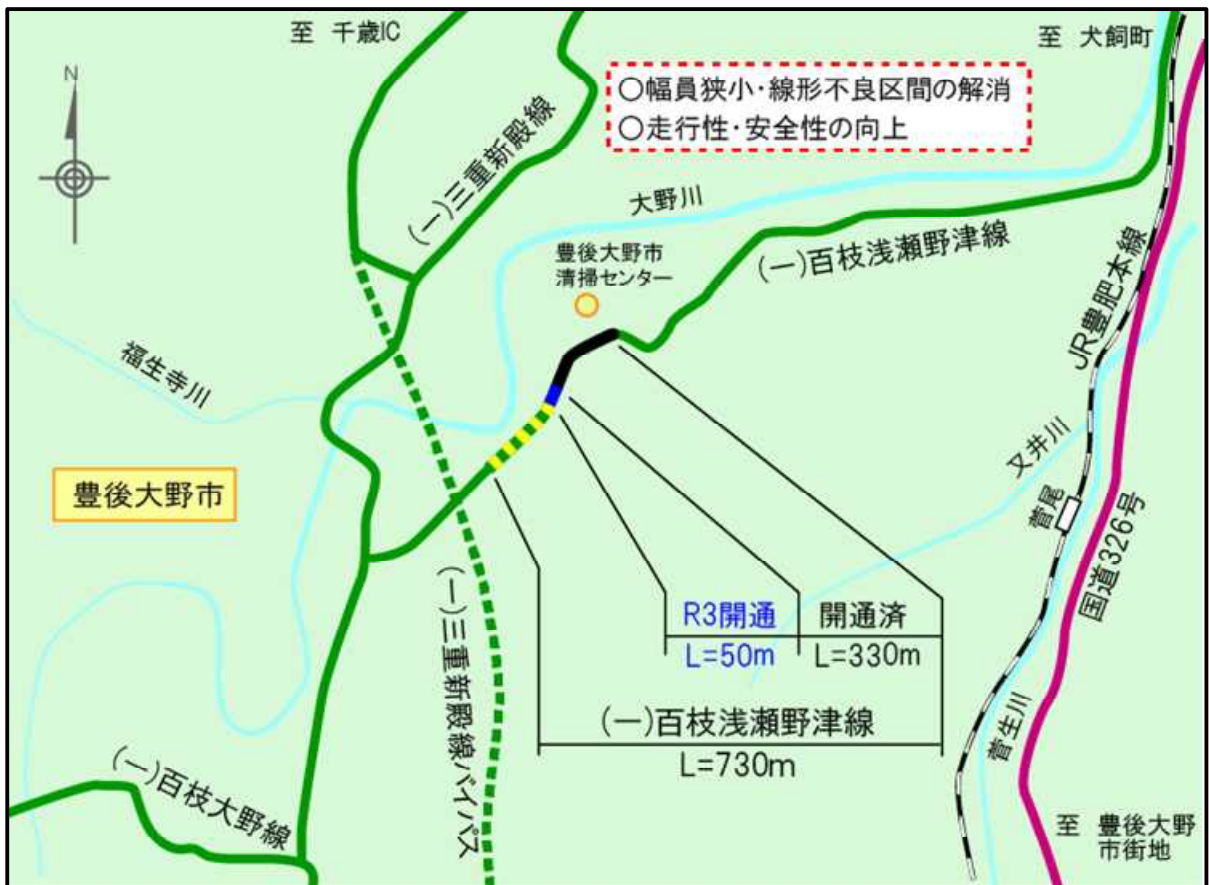 至 千歳IC
至 犬飼町
N
○幅員狭小・線形不良区間の解消
○走行性・安全性の向上
(一)三重新殿線
大野川
豊後大野市
清掃センター
(一)百枝浅瀬野津線
JR豊肥本線
福生寺川
又井川
豊後大野市
菅尾
国道326号
R3開通
開通済
L=50m
L=330m
(一)三重新殿線バイパス
(一)百枝浅瀬野津線
L=730m
菅生川
(一)百枝大野線
至 豊後大野
市街地